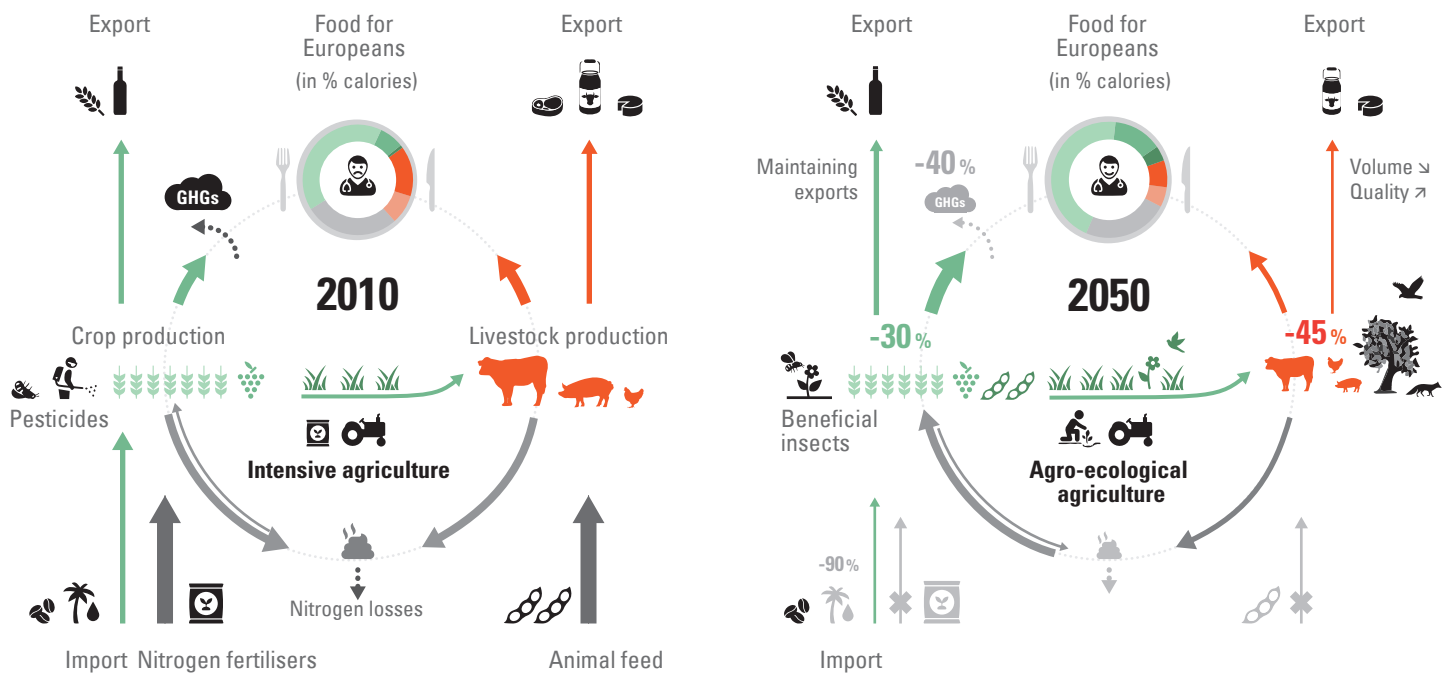 Export
Food for
Europeans
(in % calories)
Export
GHGs
2010
Crop production
Livestock production
Pesticides
Intensive agriculture
Nitrogen losses
Import
Nitrogen fertilisers
Animal feed
Export
Food for
Europeans
(in % calories)
Export
Maintaining
exports
-40 %
GHGs
Volume ↘
Quality ↗
2050
-30 %
-45 %
Beneficial
insects
Agro-ecological
agriculture
-90 %
Import